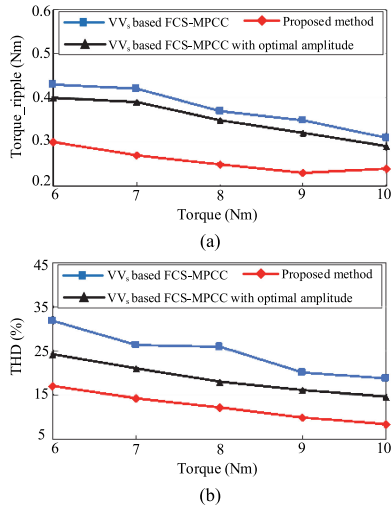 0.6
VVs based FCS-MPCC
Proposed method
VVs based FCS-MPCC with optimal amplitude
0.5
0.4
0.3
0.2
Torque_ripple (Nm)
6 7 8 9 10
Torque (Nm)
(a)
45
VVs based FCS-MPCC
Proposed method
VVs based FCS-MPCC with optimal amplitude
35
25
15
5
THD (%)
6 7 8 9 10
Torque (Nm)
(b)